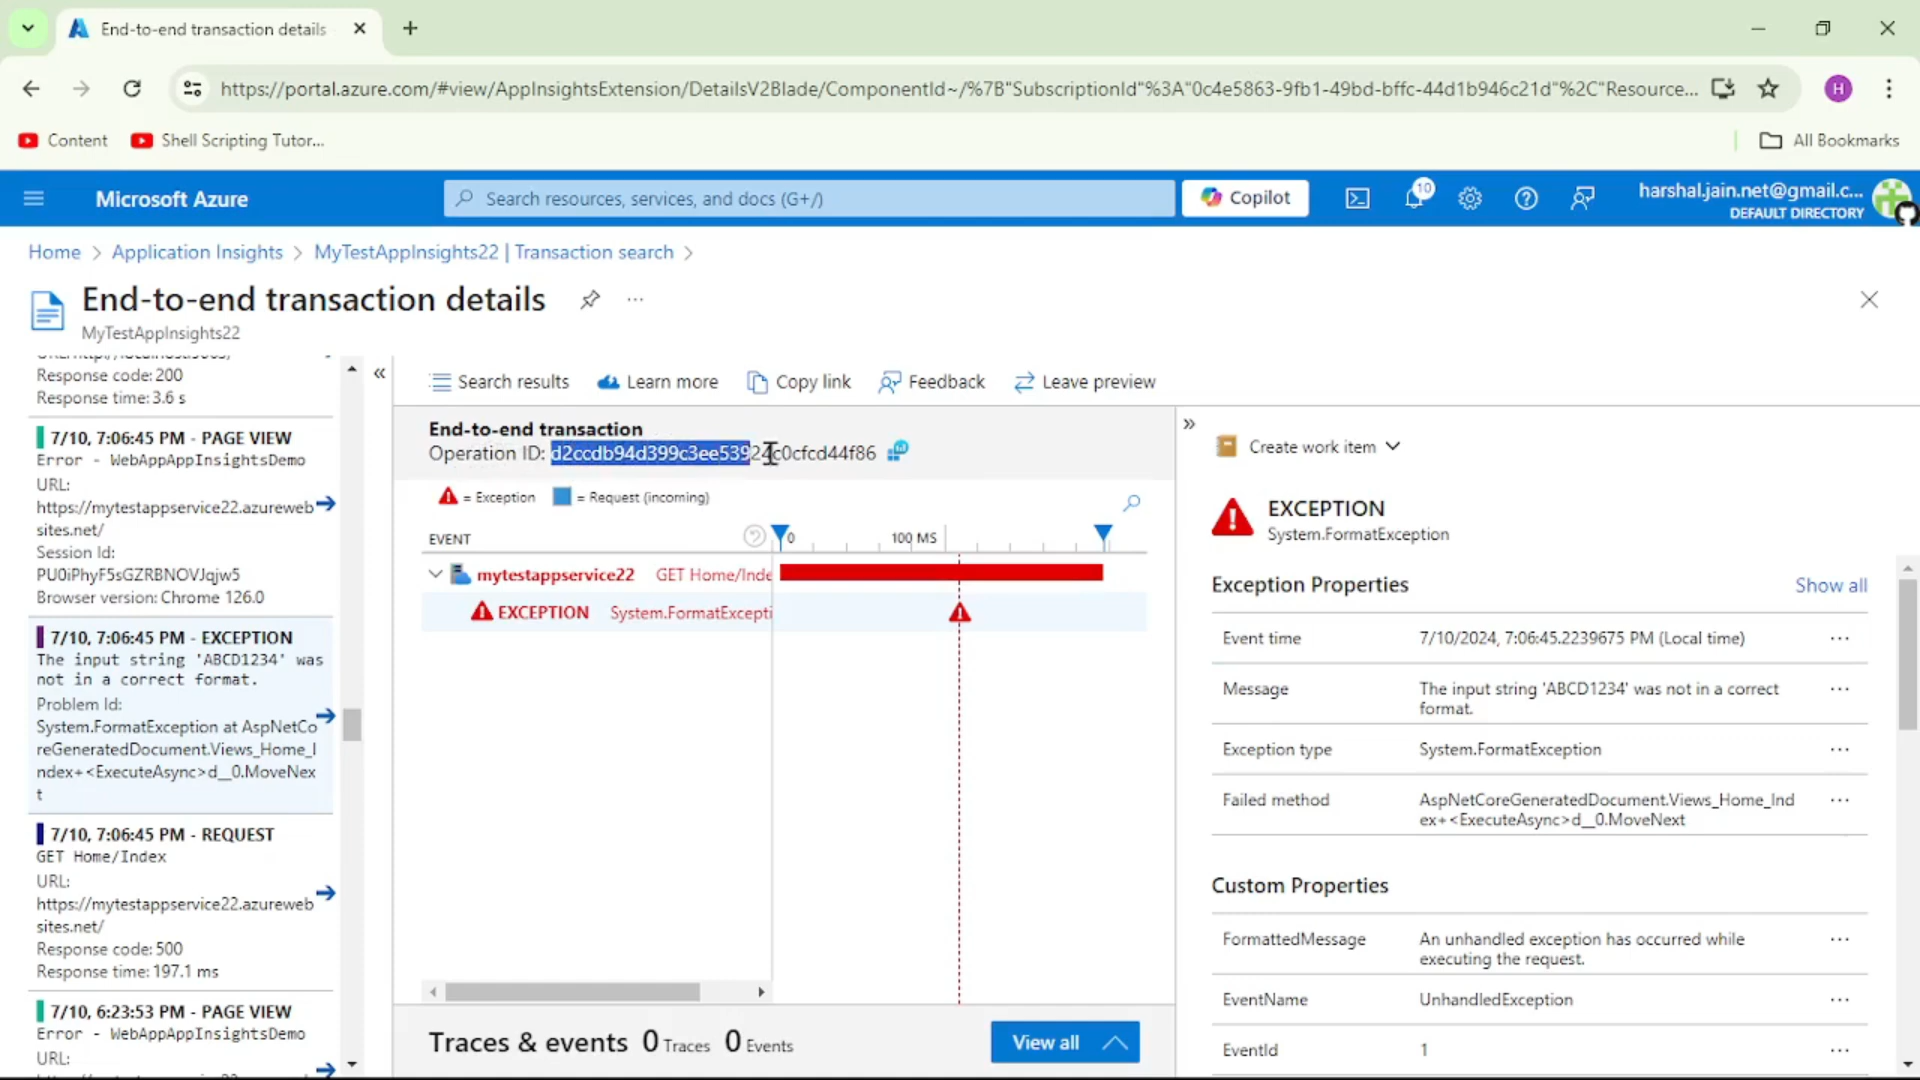 End-to-end transaction details
https://portal.azure.com/#view/AppInsightsExtension/DetailsV2Blade/ComponentId~/%7B"SubscriptionId"%3A"0c4e5863-9fb1-49bd-bffc-44d1b946c21d"%2C"Resource...
H
Content
Shell Scripting Tutor...
All Bookmarks
Microsoft Azure
Search resources, services, and docs (G+/)
Copilot
10
harshal.jain.net@gmail.c...
DEFAULT DIRECTORY
Home > Application Insights > MyTestAppInsights22 | Transaction search >
End-to-end transaction details
...
MyTestAppInsights22
Response code: 200
Response time: 3.6 s
7/10, 7:06:45 PM - PAGE VIEW
Error - WebAppAppInsightsDemo
URL:
https://mytestappservice22.azureweb
sites.net/
Session Id:
PU0iPhyF5sGZRBNOVJqjw5
Browser version: Chrome 126.0
7/10, 7:06:45 PM - EXCEPTION
The input string 'ABCD1234' was
not in a correct format.
Problem Id:
System.FormatException at AspNetCo
reGeneratedDocument.Views_Home_I
ndex+<ExecuteAsync>d__0.MoveNex
t
7/10, 7:06:45 PM - REQUEST
GET Home/Index
URL:
https://mytestappservice22.azureweb
sites.net/
Response code: 500
Response time: 197.1 ms
7/10, 6:23:53 PM - PAGE VIEW
Error - WebAppAppInsightsDemo
URL:
Search results
Learn more
Copy link
Feedback
Leave preview
End-to-end transaction
Operation ID: d2ccdb94d399c3ee53924c0cfcd44f86
= Exception
= Request (incoming)
EVENT
0
100 MS
mytestappservice22 GET Home/Inde
EXCEPTION System.FormatExcepti
Traces & events 0 Traces 0 Events
View all
Create work item
EXCEPTION
System.FormatException
Exception Properties
Show all
Event time 7/10/2024, 7:06:45.2239675 PM (Local time) ...
Message The input string 'ABCD1234' was not in a correct ...
format.
Exception type System.FormatException ...
Failed method AspNetCoreGeneratedDocument.Views_Home_Ind ...
ex+<ExecuteAsync>d__0.MoveNext
Custom Properties
FormattedMessage An unhandled exception has occurred while ...
executing the request.
EventName UnhandledException ...
EventId 1 ...